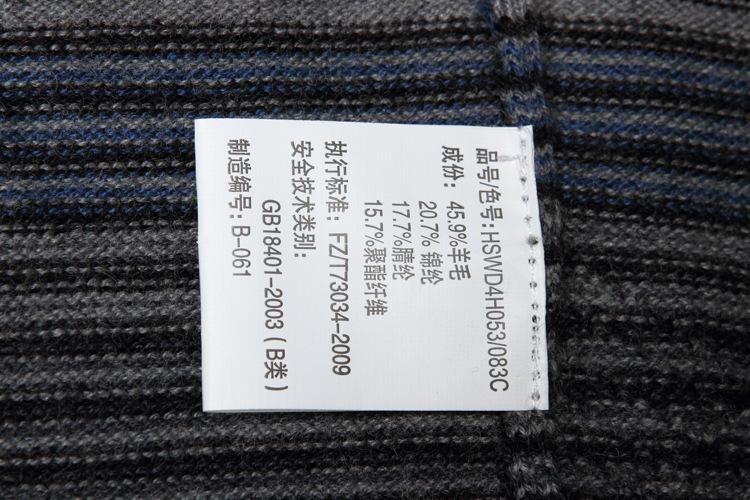 品号/色号:HSWD4H053/083C
成份: 45.9%羊毛
20.7% 锦纶
17.7%腈纶
15.7%聚酯纤维
执行标准: FZ/T73034-2009
安全技术类别:
GB18401-2003（B类）
制造编号: B-061